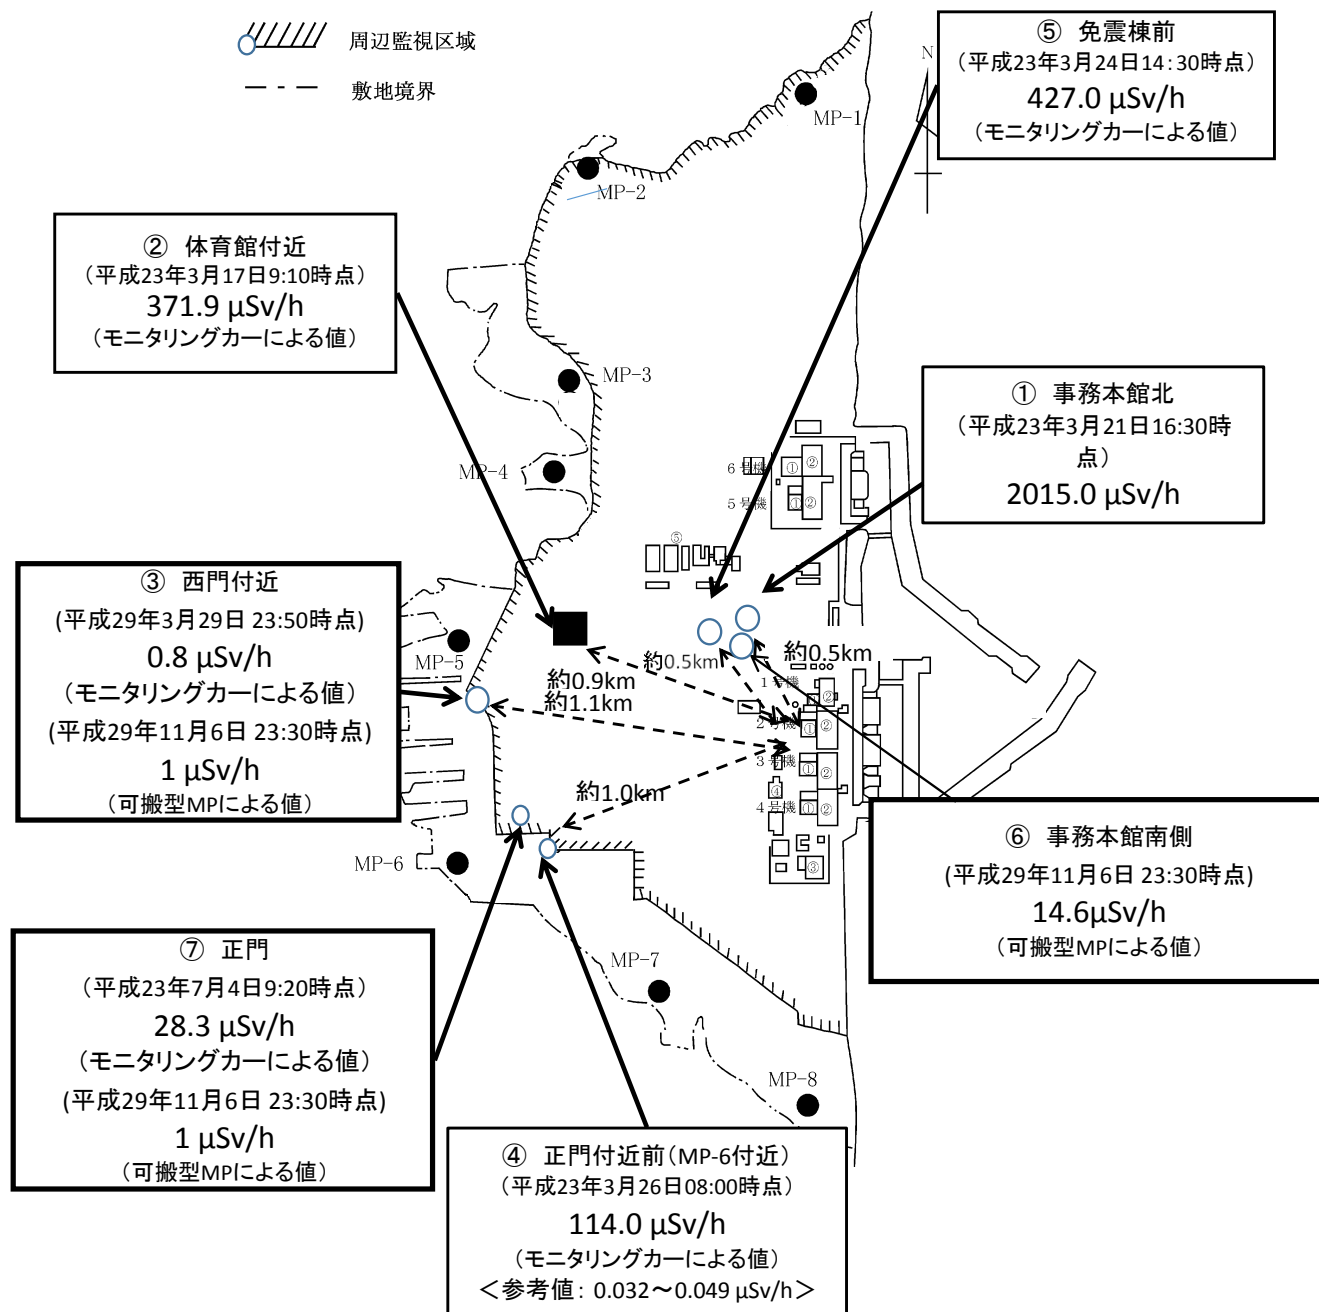 周辺監視区域
敷地境界
⑤ 免震棟前
(平成23年3月24日14:30時点)
427.0 μSv/h
(モニタリングカーによる値)
N
MP-1
MP-2
② 体育館付近
(平成23年3月17日9:10時点)
371.9 μSv/h
(モニタリングカーによる値)
MP-3
① 事務本館北
(平成23年3月21日16:30時
点)
2015.0 μSv/h
MP-4
6号機
① ②
5号機
① ②
⑤
③ 西門付近
(平成29年3月29日 23:50時点)
0.8 μSv/h
(モニタリングカーによる値)
(平成29年11月6日 23:30時点)
1 μSv/h
(可搬型MPによる値)
MP-5
約0.5km
約0.5km
約0.9km
約1.1km
1号機
②
2号機
① ②
3号機
① ②
④
4号機
① ②
③
約1.0km
MP-6
⑥ 事務本館南側
(平成29年11月6日 23:30時点)
14.6μSv/h
(可搬型MPによる値)
⑦ 正門
(平成23年7月4日9:20時点)
28.3 μSv/h
(モニタリングカーによる値)
(平成29年11月6日 23:30時点)
1 μSv/h
(可搬型MPによる値)
MP-7
MP-8
④ 正門付近前(MP-6付近)
(平成23年3月26日08:00時点)
114.0 μSv/h
(モニタリングカーによる値)
<参考値: 0.032～0.049 μSv/h>